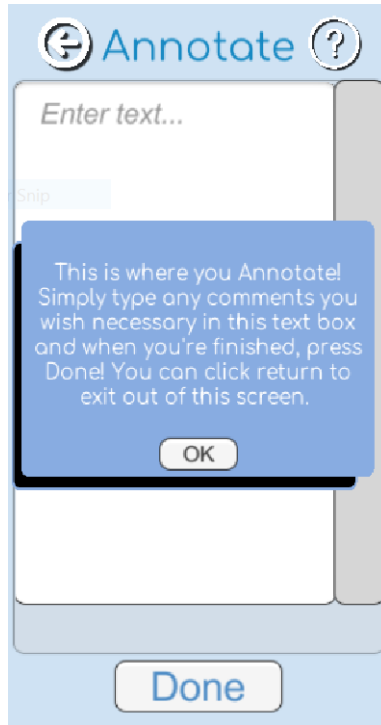 Annotate ?
Enter text...
Snip
This is where you Annotate!
Simply type any comments you
wish necessary in this text box
and when you're finished, press
Done! You can click return to
exit out of this screen.
OK
Done